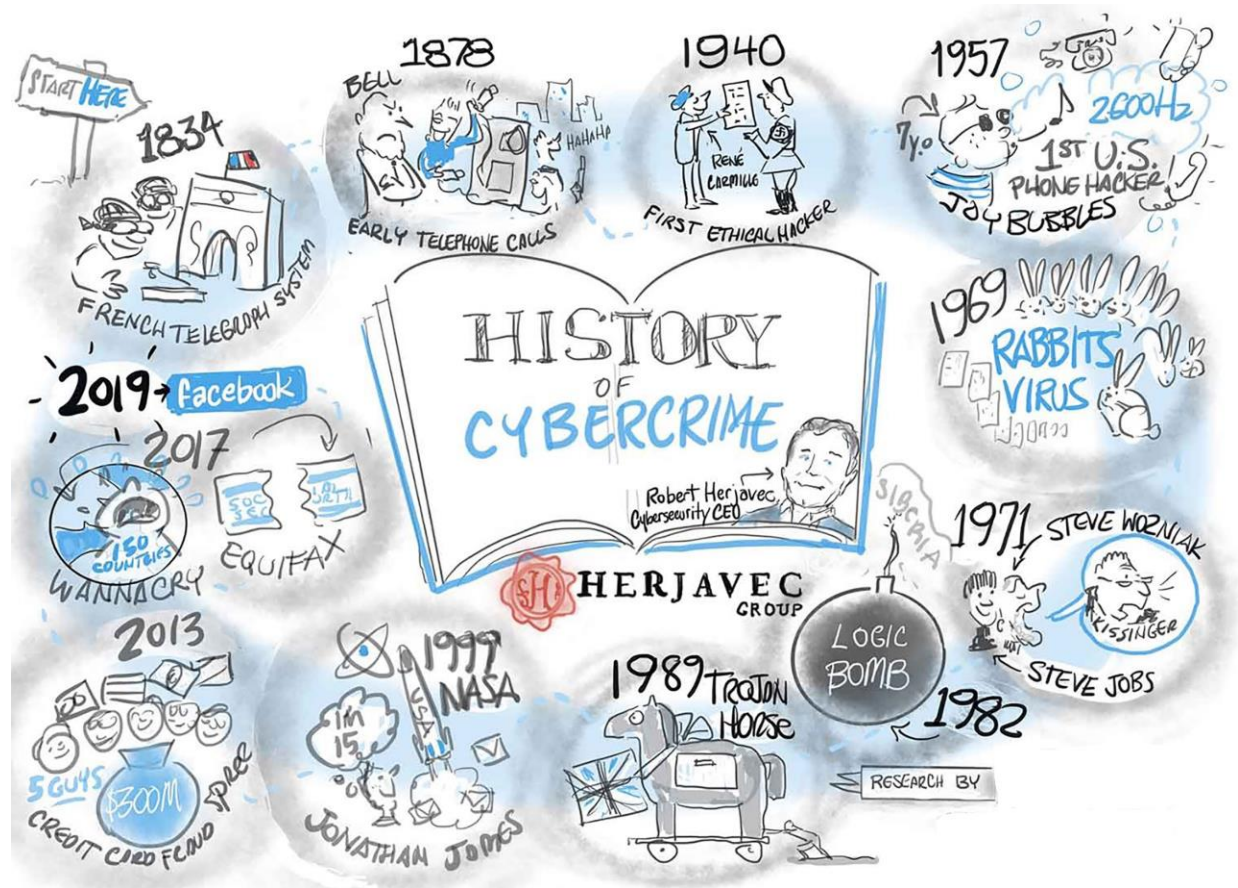 START HERE
1834
FRENCH TELEGRAPH SYSTEM
1878
BELL
HAHAHA
EARLY TELEPHONE CALLS
1940
RENÉ
CARMILLE
FIRST ETHICAL HACKER
1957
7y.o
2600Hz
1ST U.S.
PHONE HACKER
JOY BUBBLES
1969
RABBITS
VIRUS
1971
STEVE WOZNIAK
KISSINGER
STEVE JOBS
SIBERIA
LOGIC
BOMB
1982
1989 TROJAN
HORSE
1999
NASA
USA
I'm
15
JONATHAN JAMES
2013
5 GUYS
$300M
CREDIT CARD FRAUD SPREE
2017
150
COUNTRIES
WANNACRY
SOC
SEC
EQUIFAX
2019
facebook
HISTORY
OF
CYBERCRIME
Robert Herjavec
Cybersecurity CEO
H
HERJAVEC
GROUP
RESEARCH BY